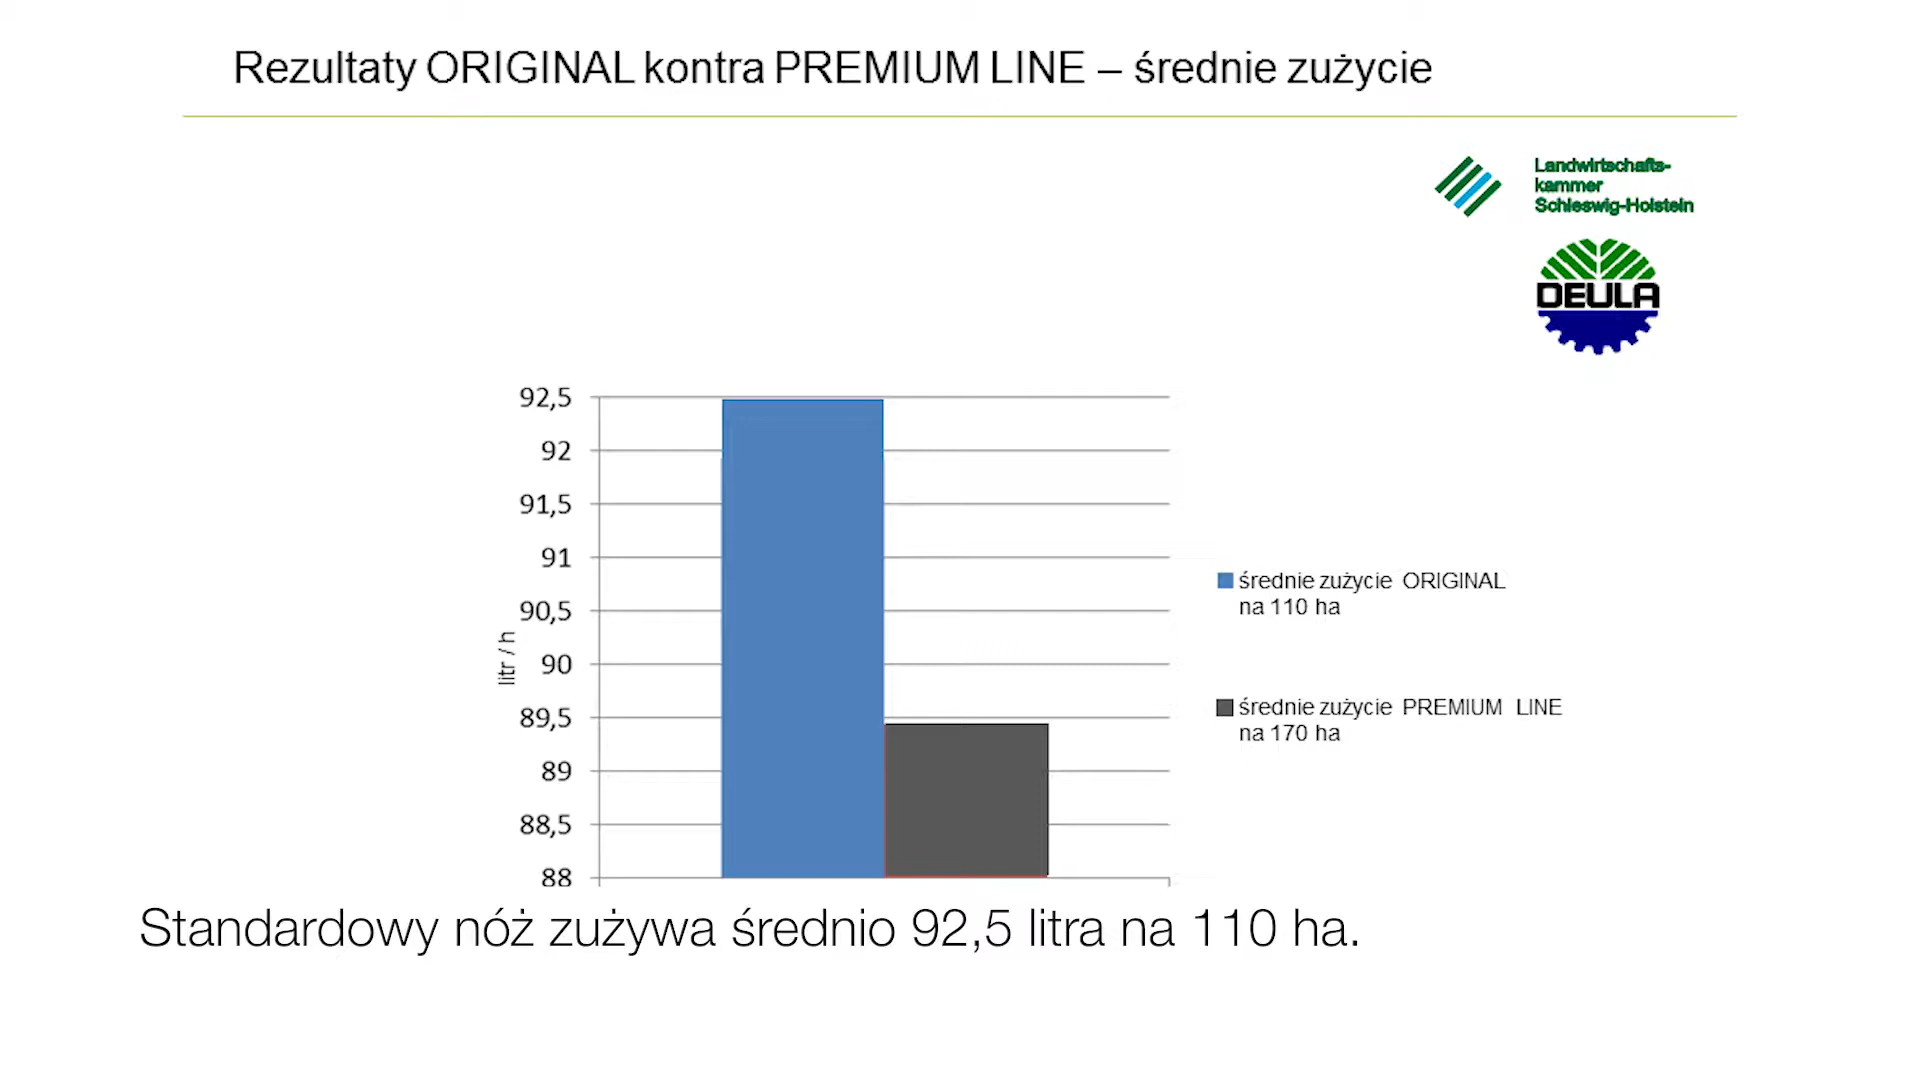 Rezultaty ORIGINAL kontra PREMIUM LINE – średnie zużycie
Landwirtschafts-
kammer
Schleswig-Holstein
DEULA
92,5
92
91,5
91
90,5
90
89,5
89
88,5
88
litr / h
średnie zużycie ORIGINAL
na 110 ha
średnie zużycie PREMIUM LINE
na 170 ha
Standardowy nóż zużywa średnio 92,5 litra na 110 ha.